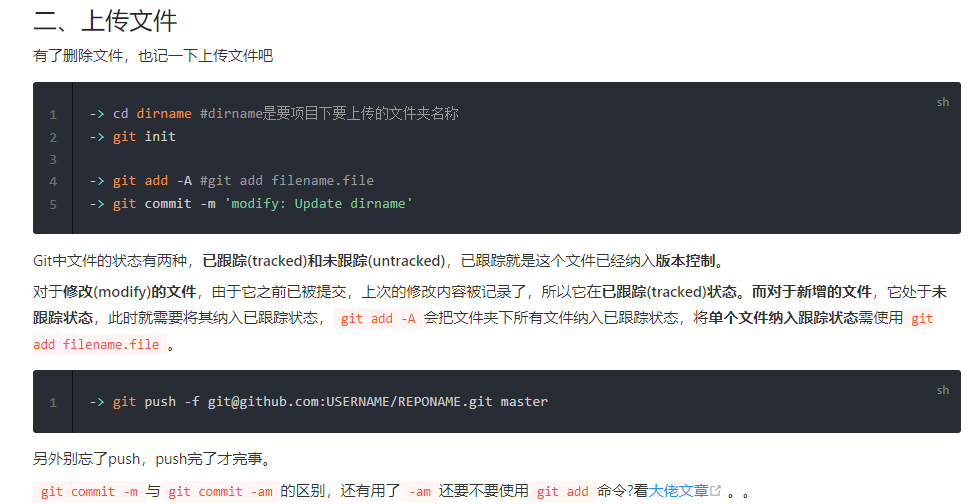 二、上传文件
有了删除文件，也记一下上传文件吧
sh
1 -> cd dirname #dirname是要项目下要上传的文件夹名称
2 -> git init
3
4 -> git add -A #git add filename.file
5 -> git commit -m 'modify: Update dirname'
Git中文件的状态有两种，已跟踪(tracked)和未跟踪(untracked)，已跟踪就是这个文件已经纳入版本控制。
对于修改(modify)的文件，由于它之前已被提交，上次的修改内容被记录了，所以它在已跟踪(tracked)状态。而对于新增的文件，它处于未
跟踪状态，此时就需要将其纳入已跟踪状态， git add -A 会把文件夹下所有文件纳入已跟踪状态，将单个文件纳入跟踪状态需使用 git
add filename.file 。
sh
1 -> git push -f git@github.com:USERNAME/REPONAME.git master
另外别忘了push，push完了才完事。
git commit -m 与 git commit -am 的区别，还有用了 -am 还要不要使用 git add 命令?看大佬文章 。。